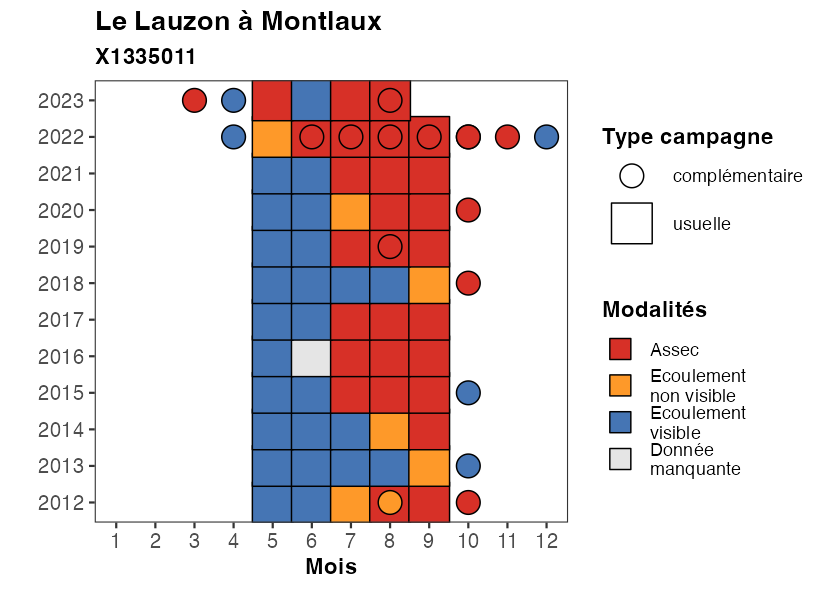 Le Lauzon à Montlaux
X1335011
2023
2022
2021
2020
2019
2018
2017
2016
2015
2014
2013
2012
1 2 3 4 5 6 7 8 9 10 11 12
Mois
Type campagne
complémentaire
usuelle
Modalités
Assec
Ecoulement
non visible
Ecoulement
visible
Donnée
manquante